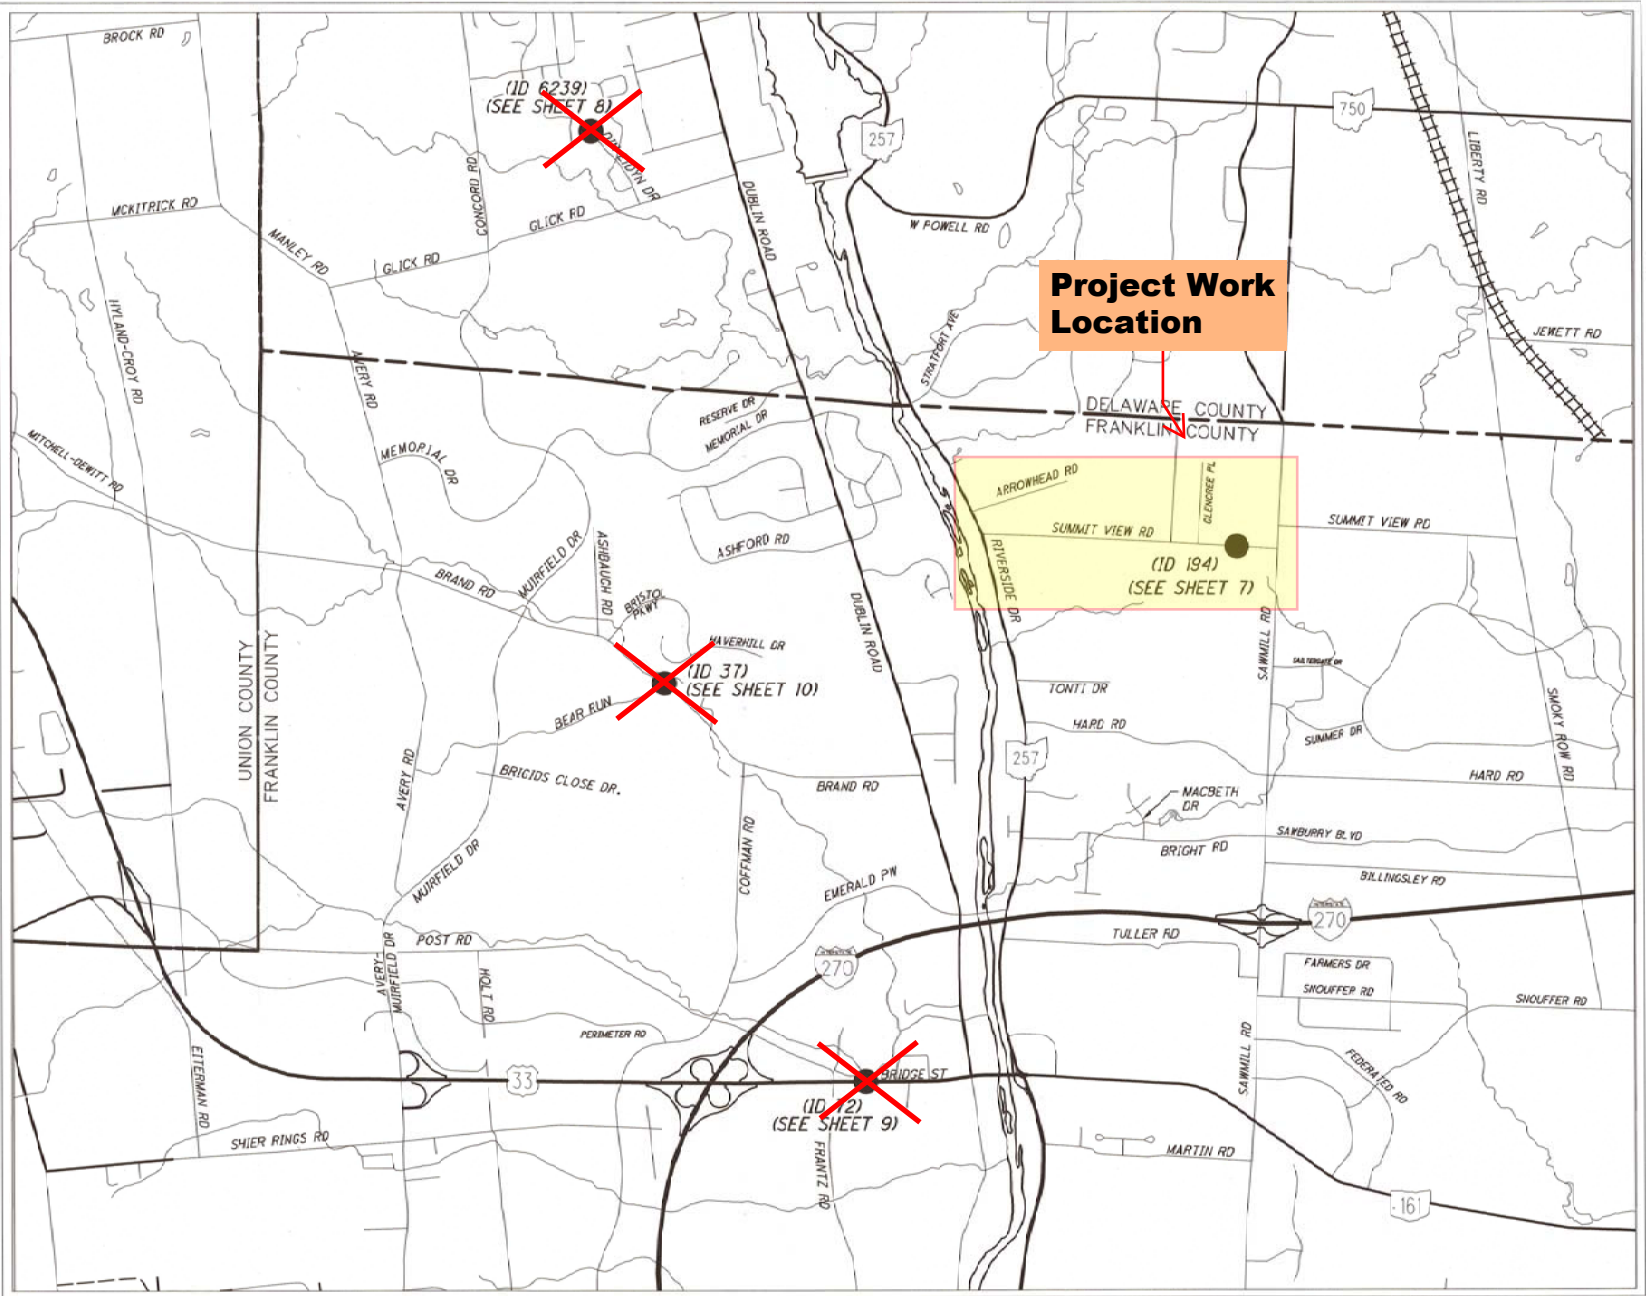 BROCK RD
(ID 6239)
(SEE SHEET 8)
750
257
LIBERTY RD
CONCORD RD
MCKITRICK RD
GLICK RD
DUBLIN ROAD
W POWELL RD
MANLEY RD
GLICK RD
Project Work
Location
HYLAND-CROY RD
STRATFORT AVE
JEWETT RD
AVERY RD
RESERVE DR
MEMORIAL DR
DELAWARE COUNTY
FRANKLIN COUNTY
MITCHELL-DEWITT RD
MEMORIAL DR
ARROWHEAD RD
GLENCREE PL
SUMMIT VIEW RD
SUMMIT VIEW RD
ASHFORD RD
MUIRFIELD DR
ASHBAUGH RD
RIVERSIDE DR
(ID 194)
(SEE SHEET 7)
BRAND RD
BRISTO
PKWY
DUBLIN ROAD
HAVERHILL DR
SAWMILL RD
UNION COUNTY
FRANKLIN COUNTY
(ID 37)
(SEE SHEET 10)
TONTI DR
BEAR RUN
HARD RD
SUMMER DR
SMOKY ROW RD
257
AVERY RD
BRIGIDS CLOSE DR.
BRAND RD
HARD RD
MACBETH
DR
SAWBURRY BLVD
BRIGHT RD
COFFMAN RD
MUIRFIELD DR
EMERALD PW
BILLINGSLEY RD
270
POST RD
TULLER RD
270
AVERY-
MUIRFIELD DR
HOLT RD
FARMERS DR
SNOUFFER RD
SNOUFFER RD
PERIMETER RD
EITERMAN RD
SAWMILL RD
FEDERATED RD
33
BRIDGE ST
(ID 72)
(SEE SHEET 9)
SHIER RINGS RD
FRANTZ RD
MARTIN RD
161